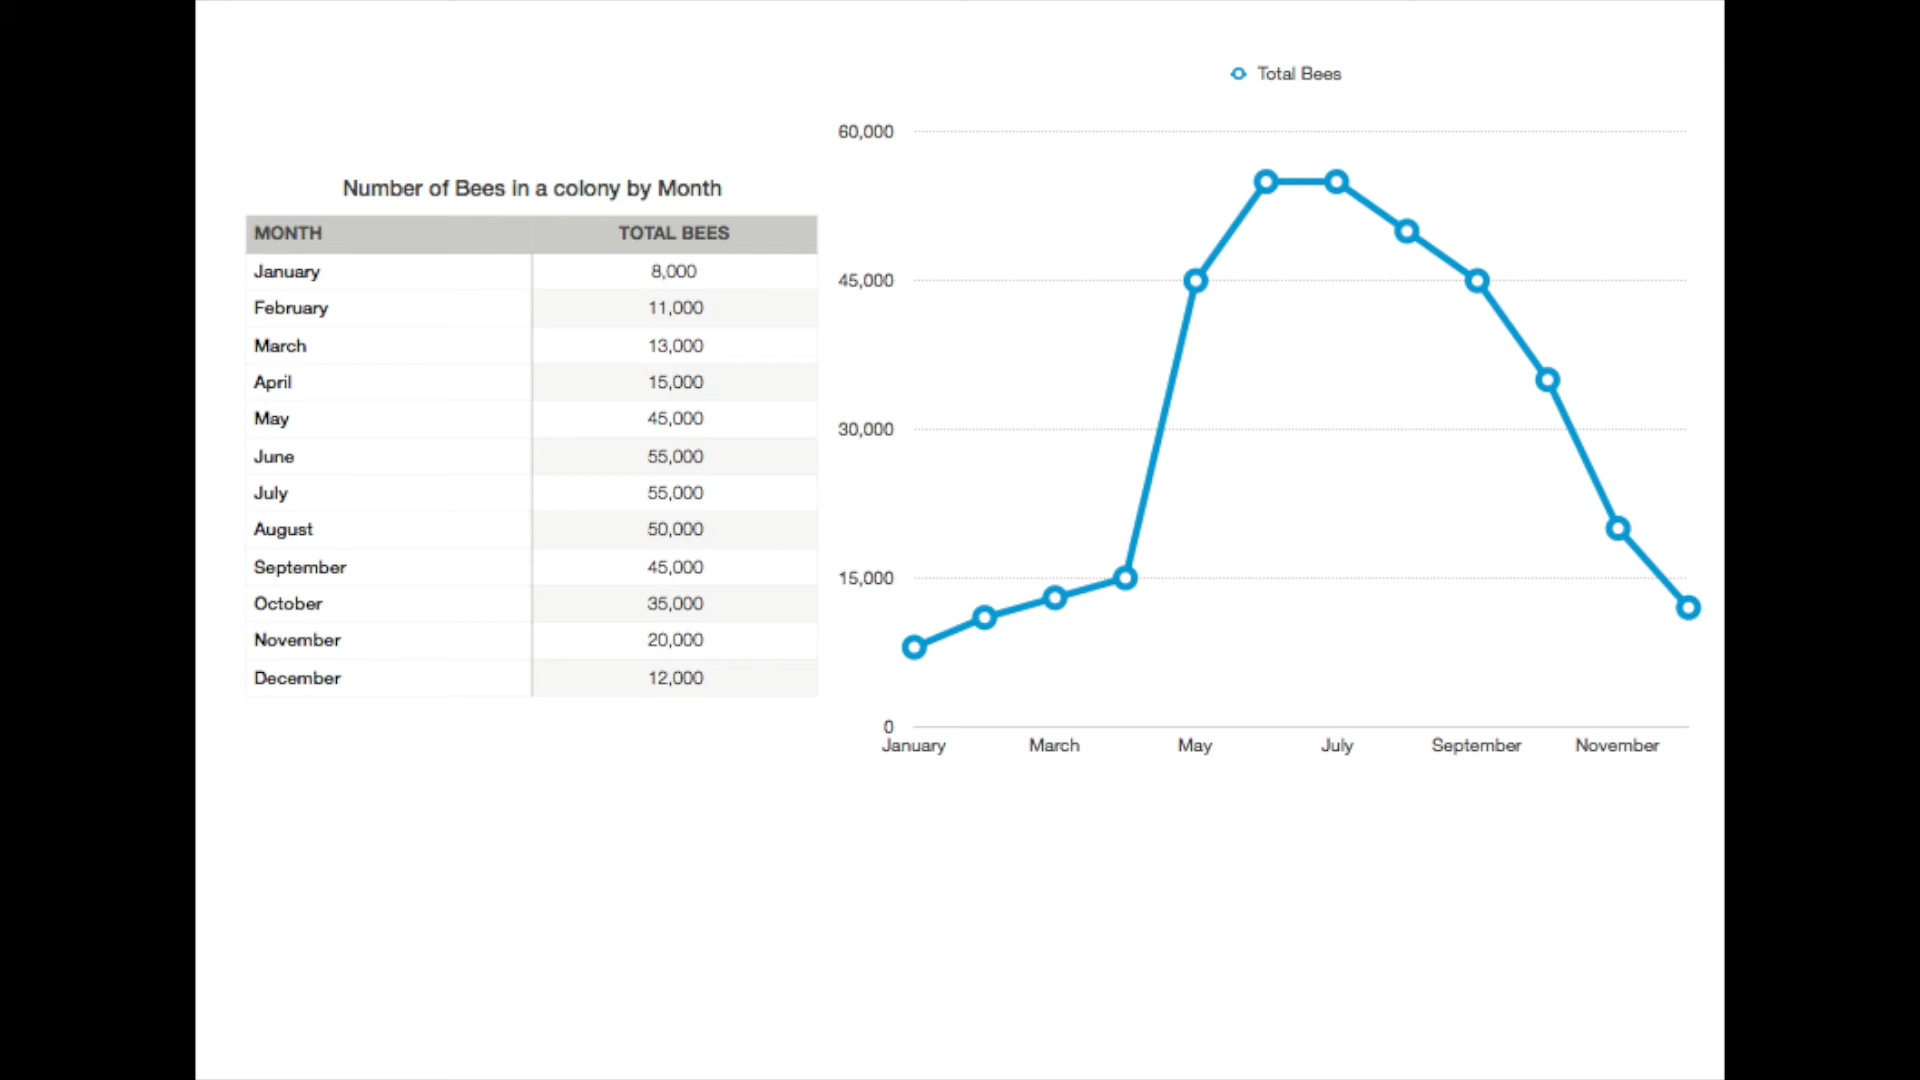 Number of Bees in a colony by Month
MONTH TOTAL BEES
January 8,000
February 11,000
March 13,000
April 15,000
May 45,000
June 55,000
July 55,000
August 50,000
September 45,000
October 35,000
November 20,000
December 12,000
Total Bees
60,000
45,000
30,000
15,000
0
January March May July September November